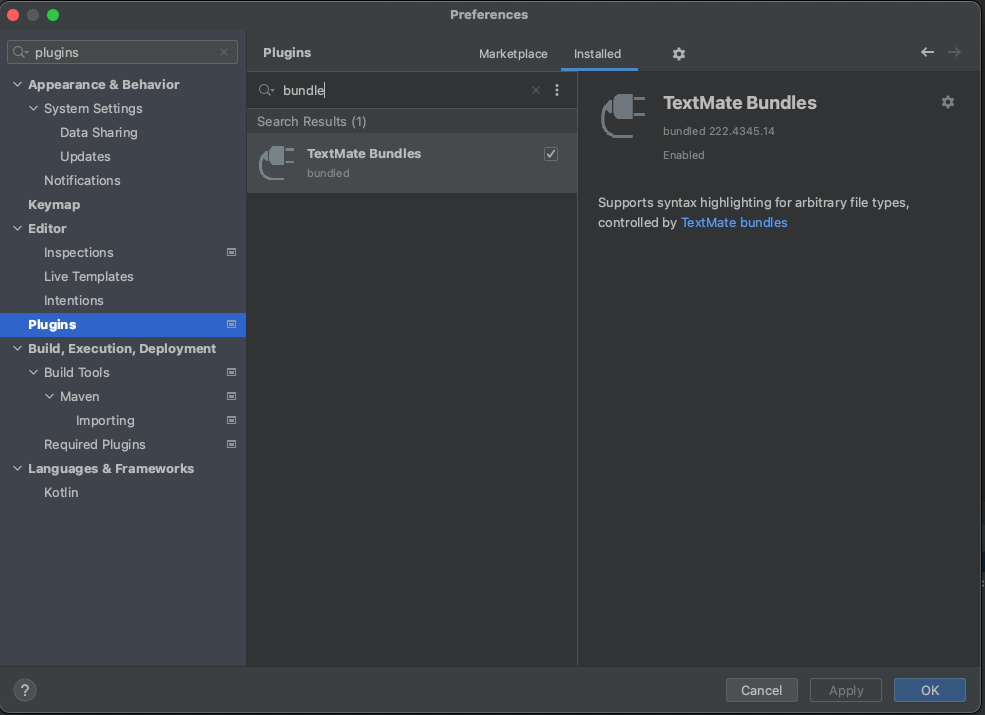 Preferences
plugins
Appearance & Behavior
System Settings
Data Sharing
Updates
Notifications
Keymap
Editor
Inspections
Live Templates
Intentions
Plugins
Build, Execution, Deployment
Build Tools
Maven
Importing
Required Plugins
Languages & Frameworks
Kotlin
Plugins
Marketplace
Installed
bundle
Search Results (1)
TextMate Bundles
bundled
TextMate Bundles
bundled 222.4345.14
Enabled
Supports syntax highlighting for arbitrary file types,
controlled by TextMate bundles
?
Cancel
Apply
OK